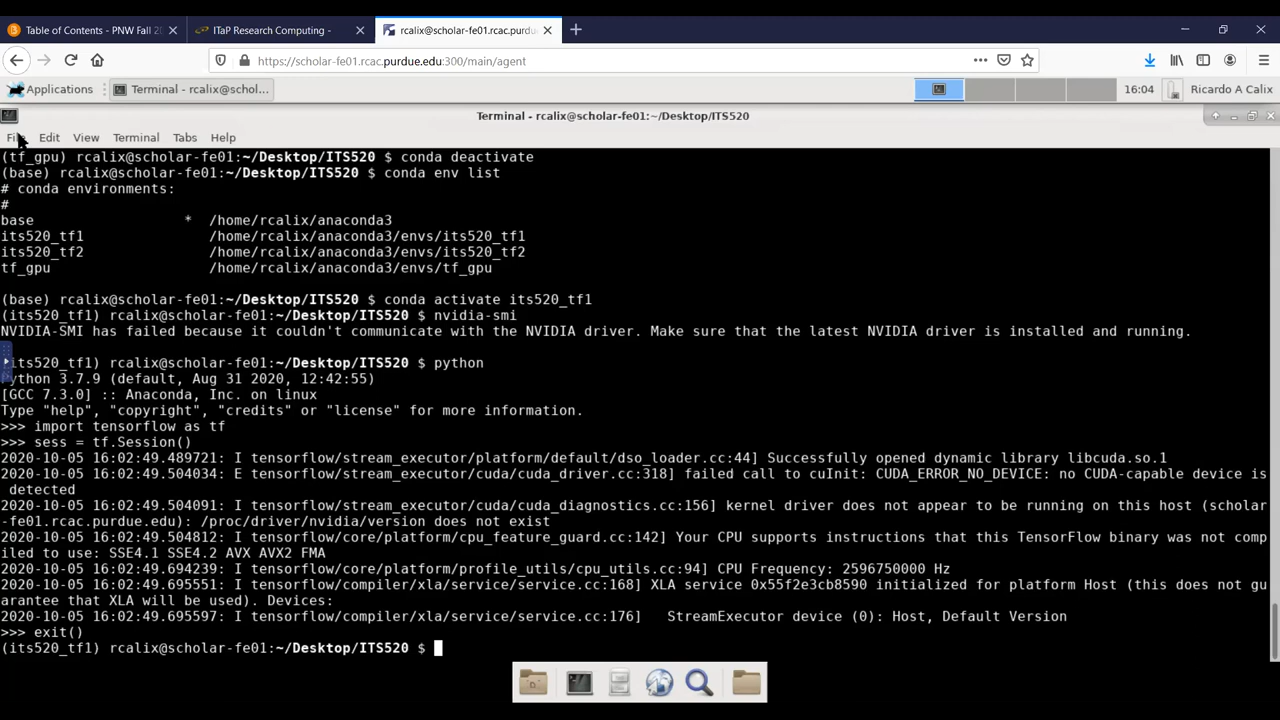 Table of Contents - PNW Fall 20
ITaP Research Computing -
rcalix@scholar-fe01.rcac.purdu
https://scholar-fe01.rcac.purdue.edu:300/main/agent
Applications
Terminal - rcalix@schol...
16:04
Ricardo A Calix
Terminal - rcalix@scholar-fe01:~/Desktop/ITS520
File Edit View Terminal Tabs Help
(tf_gpu) rcalix@scholar-fe01:~/Desktop/ITS520 $ conda deactivate
(base) rcalix@scholar-fe01:~/Desktop/ITS520 $ conda env list
# conda environments:
#
base * /home/rcalix/anaconda3
its520_tf1 /home/rcalix/anaconda3/envs/its520_tf1
its520_tf2 /home/rcalix/anaconda3/envs/its520_tf2
tf_gpu /home/rcalix/anaconda3/envs/tf_gpu
(base) rcalix@scholar-fe01:~/Desktop/ITS520 $ conda activate its520_tf1
(its520_tf1) rcalix@scholar-fe01:~/Desktop/ITS520 $ nvidia-smi
NVIDIA-SMI has failed because it couldn't communicate with the NVIDIA driver. Make sure that the latest NVIDIA driver is installed and running.
its520_tf1) rcalix@scholar-fe01:~/Desktop/ITS520 $ python
Python 3.7.9 (default, Aug 31 2020, 12:42:55)
[GCC 7.3.0] :: Anaconda, Inc. on linux
Type "help", "copyright", "credits" or "license" for more information.
>>> import tensorflow as tf
>>> sess = tf.Session()
2020-10-05 16:02:49.489721: I tensorflow/stream_executor/platform/default/dso_loader.cc:44] Successfully opened dynamic library libcuda.so.1
2020-10-05 16:02:49.504034: E tensorflow/stream_executor/cuda/cuda_driver.cc:318] failed call to cuInit: CUDA_ERROR_NO_DEVICE: no CUDA-capable device is
detected
2020-10-05 16:02:49.504091: I tensorflow/stream_executor/cuda/cuda_diagnostics.cc:156] kernel driver does not appear to be running on this host (scholar
-fe01.rcac.purdue.edu): /proc/driver/nvidia/version does not exist
2020-10-05 16:02:49.504812: I tensorflow/core/platform/cpu_feature_guard.cc:142] Your CPU supports instructions that this TensorFlow binary was not comp
iled to use: SSE4.1 SSE4.2 AVX AVX2 FMA
2020-10-05 16:02:49.694239: I tensorflow/core/platform/profile_utils/cpu_utils.cc:94] CPU Frequency: 2596750000 Hz
2020-10-05 16:02:49.695551: I tensorflow/compiler/xla/service/service.cc:168] XLA service 0x55f2e3cb8590 initialized for platform Host (this does not gu
arantee that XLA will be used). Devices:
2020-10-05 16:02:49.695597: I tensorflow/compiler/xla/service/service.cc:176] StreamExecutor device (0): Host, Default Version
>>> exit()
(its520_tf1) rcalix@scholar-fe01:~/Desktop/ITS520 $